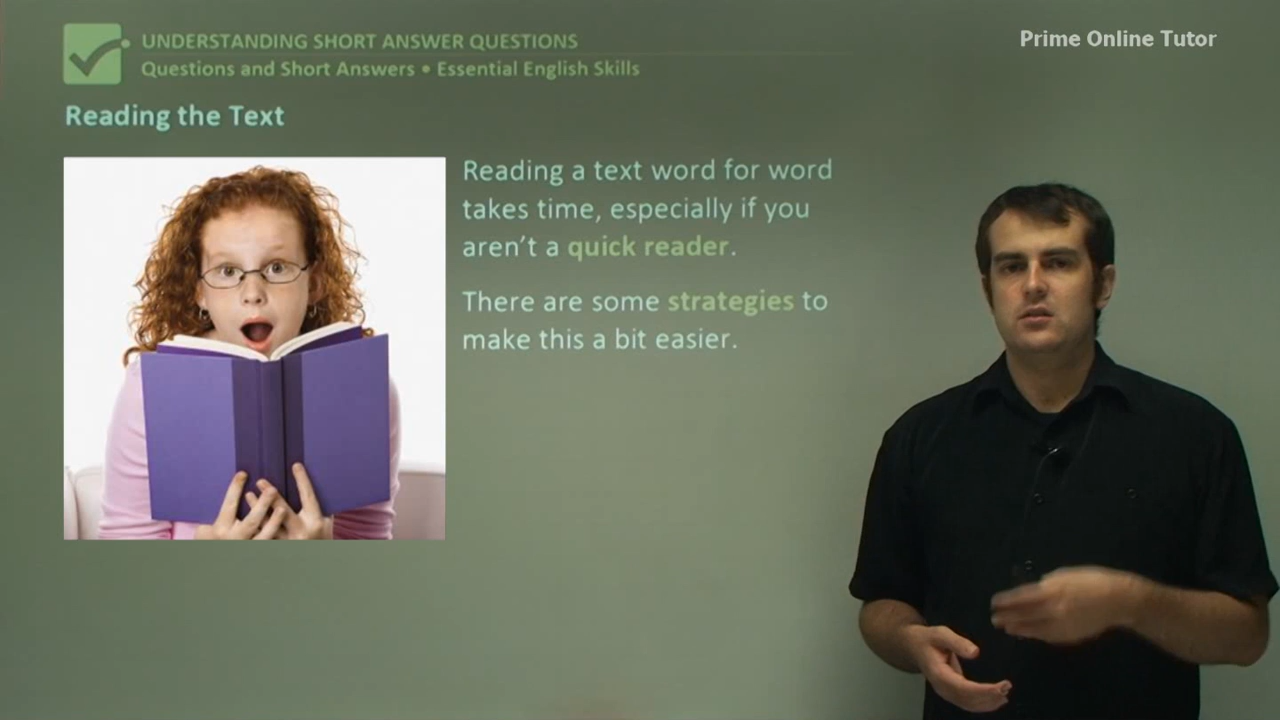 UNDERSTANDING SHORT ANSWER QUESTIONS
Questions and Short Answers • Essential English Skills
Prime Online Tutor
Reading the Text
Reading a text word for word
takes time, especially if you
aren't a quick reader.
There are some strategies to
make this a bit easier.